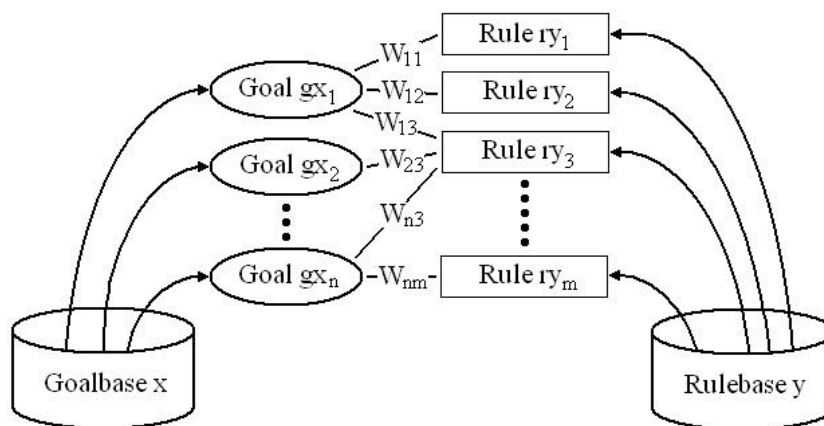 Rule ry1
W11
Goal gx1
W12
Rule ry2
W13
Rule ry3
Goal gx2
W23
Wn3
Goal gxn
Wnm
Rule rym
Goalbase x
Rulebase y